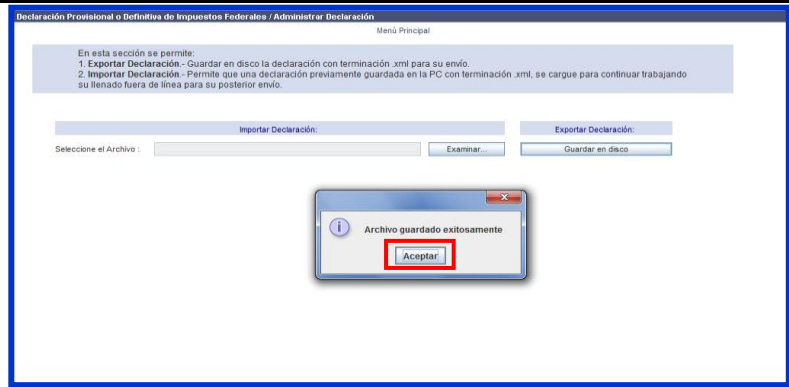 Declaración Provisional o Definitiva de Impuestos Federales / Administrar Declaración
Menú Principal
En esta sección se permite:
1. Exportar Declaración.- Guardar en disco la declaración con terminación .xml para su envío.
2. Importar Declaración.- Permite que una declaración previamente guardada en la PC con terminación .xml, se cargue para continuar trabajando
su llenado fuera de línea para su posterior envío.
Importar Declaración:
Exportar Declaración:
Seleccione el Archivo :
Examinar...
Guardar en disco
Archivo guardado exitosamente
Aceptar